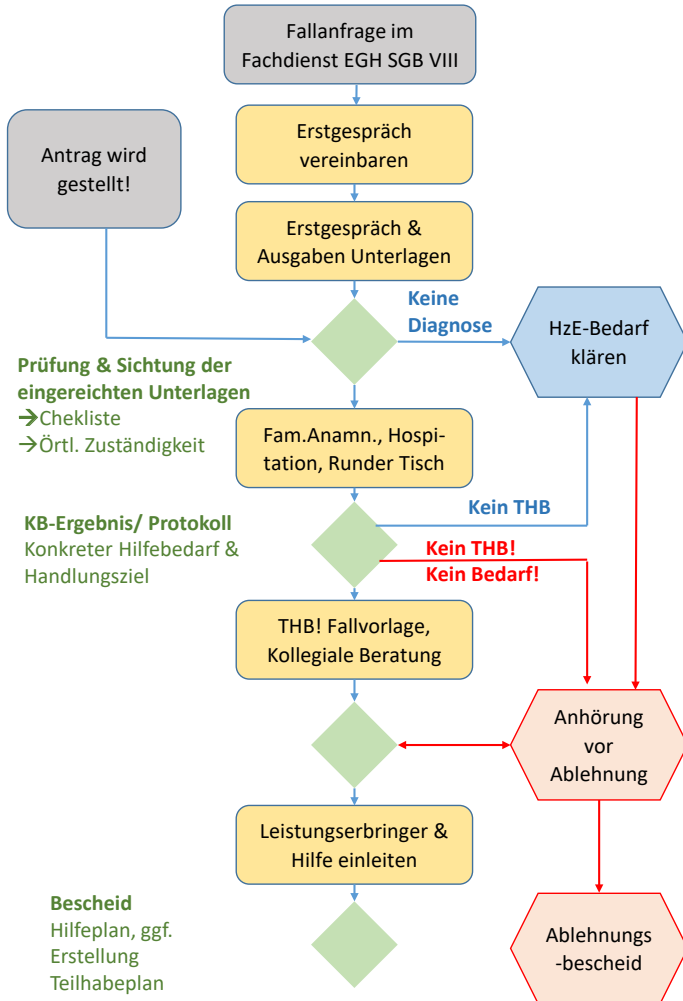 Fallanfrage im
Fachdienst EGH SGB VIII
Erstgespräch
vereinbaren
Antrag wird
gestellt!
Erstgespräch &
Ausgaben Unterlagen
Keine
Diagnose
HzE-Bedarf
klären
Prüfung & Sichtung der
eingereichten Unterlagen
→Chekliste
→Örtl. Zuständigkeit
Fam.Anamn., Hospi-
tation, Runder Tisch
Kein THB
KB-Ergebnis/ Protokoll
Konkreter Hilfebedarf &
Handlungsziel
Kein THB!
Kein Bedarf!
THB! Fallvorlage,
Kollegiale Beratung
Anhörung
vor
Ablehnung
Leistungserbringer &
Hilfe einleiten
Bescheid
Hilfeplan, ggf.
Erstellung
Teilhabeplan
Ablehnungs
-bescheid